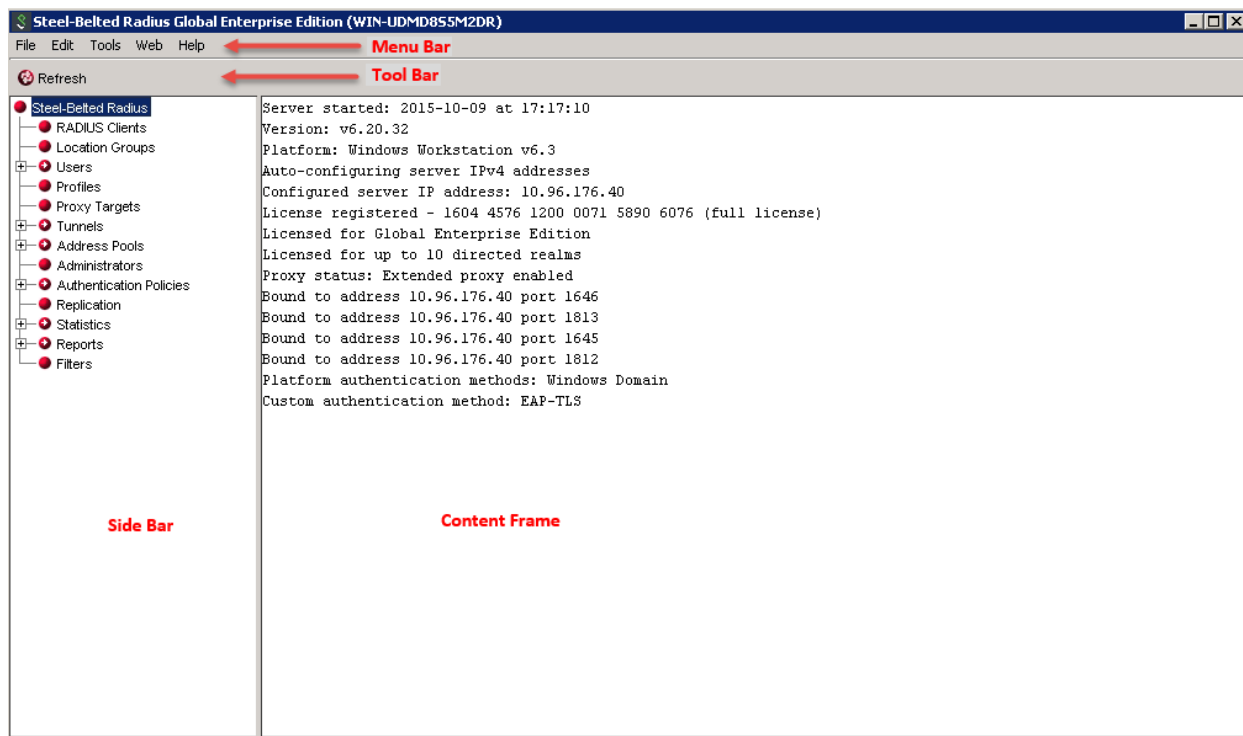 Steel-Belted Radius Global Enterprise Edition (WIN-UDMD8S5M2DR)
File Edit Tools Web Help
Menu Bar
Refresh
Tool Bar
Steel-Belted Radius
RADIUS Clients
Location Groups
Users
Profiles
Proxy Targets
Tunnels
Address Pools
Administrators
Authentication Policies
Replication
Statistics
Reports
Filters
Side Bar
Server started: 2015-10-09 at 17:17:10
Version: v6.20.32
Platform: Windows Workstation v6.3
Auto-configuring server IPv4 addresses
Configured server IP address: 10.96.176.40
License registered - 1604 4576 1200 0071 5890 6076 (full license)
Licensed for Global Enterprise Edition
Licensed for up to 10 directed realms
Proxy status: Extended proxy enabled
Bound to address 10.96.176.40 port 1646
Bound to address 10.96.176.40 port 1813
Bound to address 10.96.176.40 port 1645
Bound to address 10.96.176.40 port 1812
Platform authentication methods: Windows Domain
Custom authentication method: EAP-TLS
Content Frame